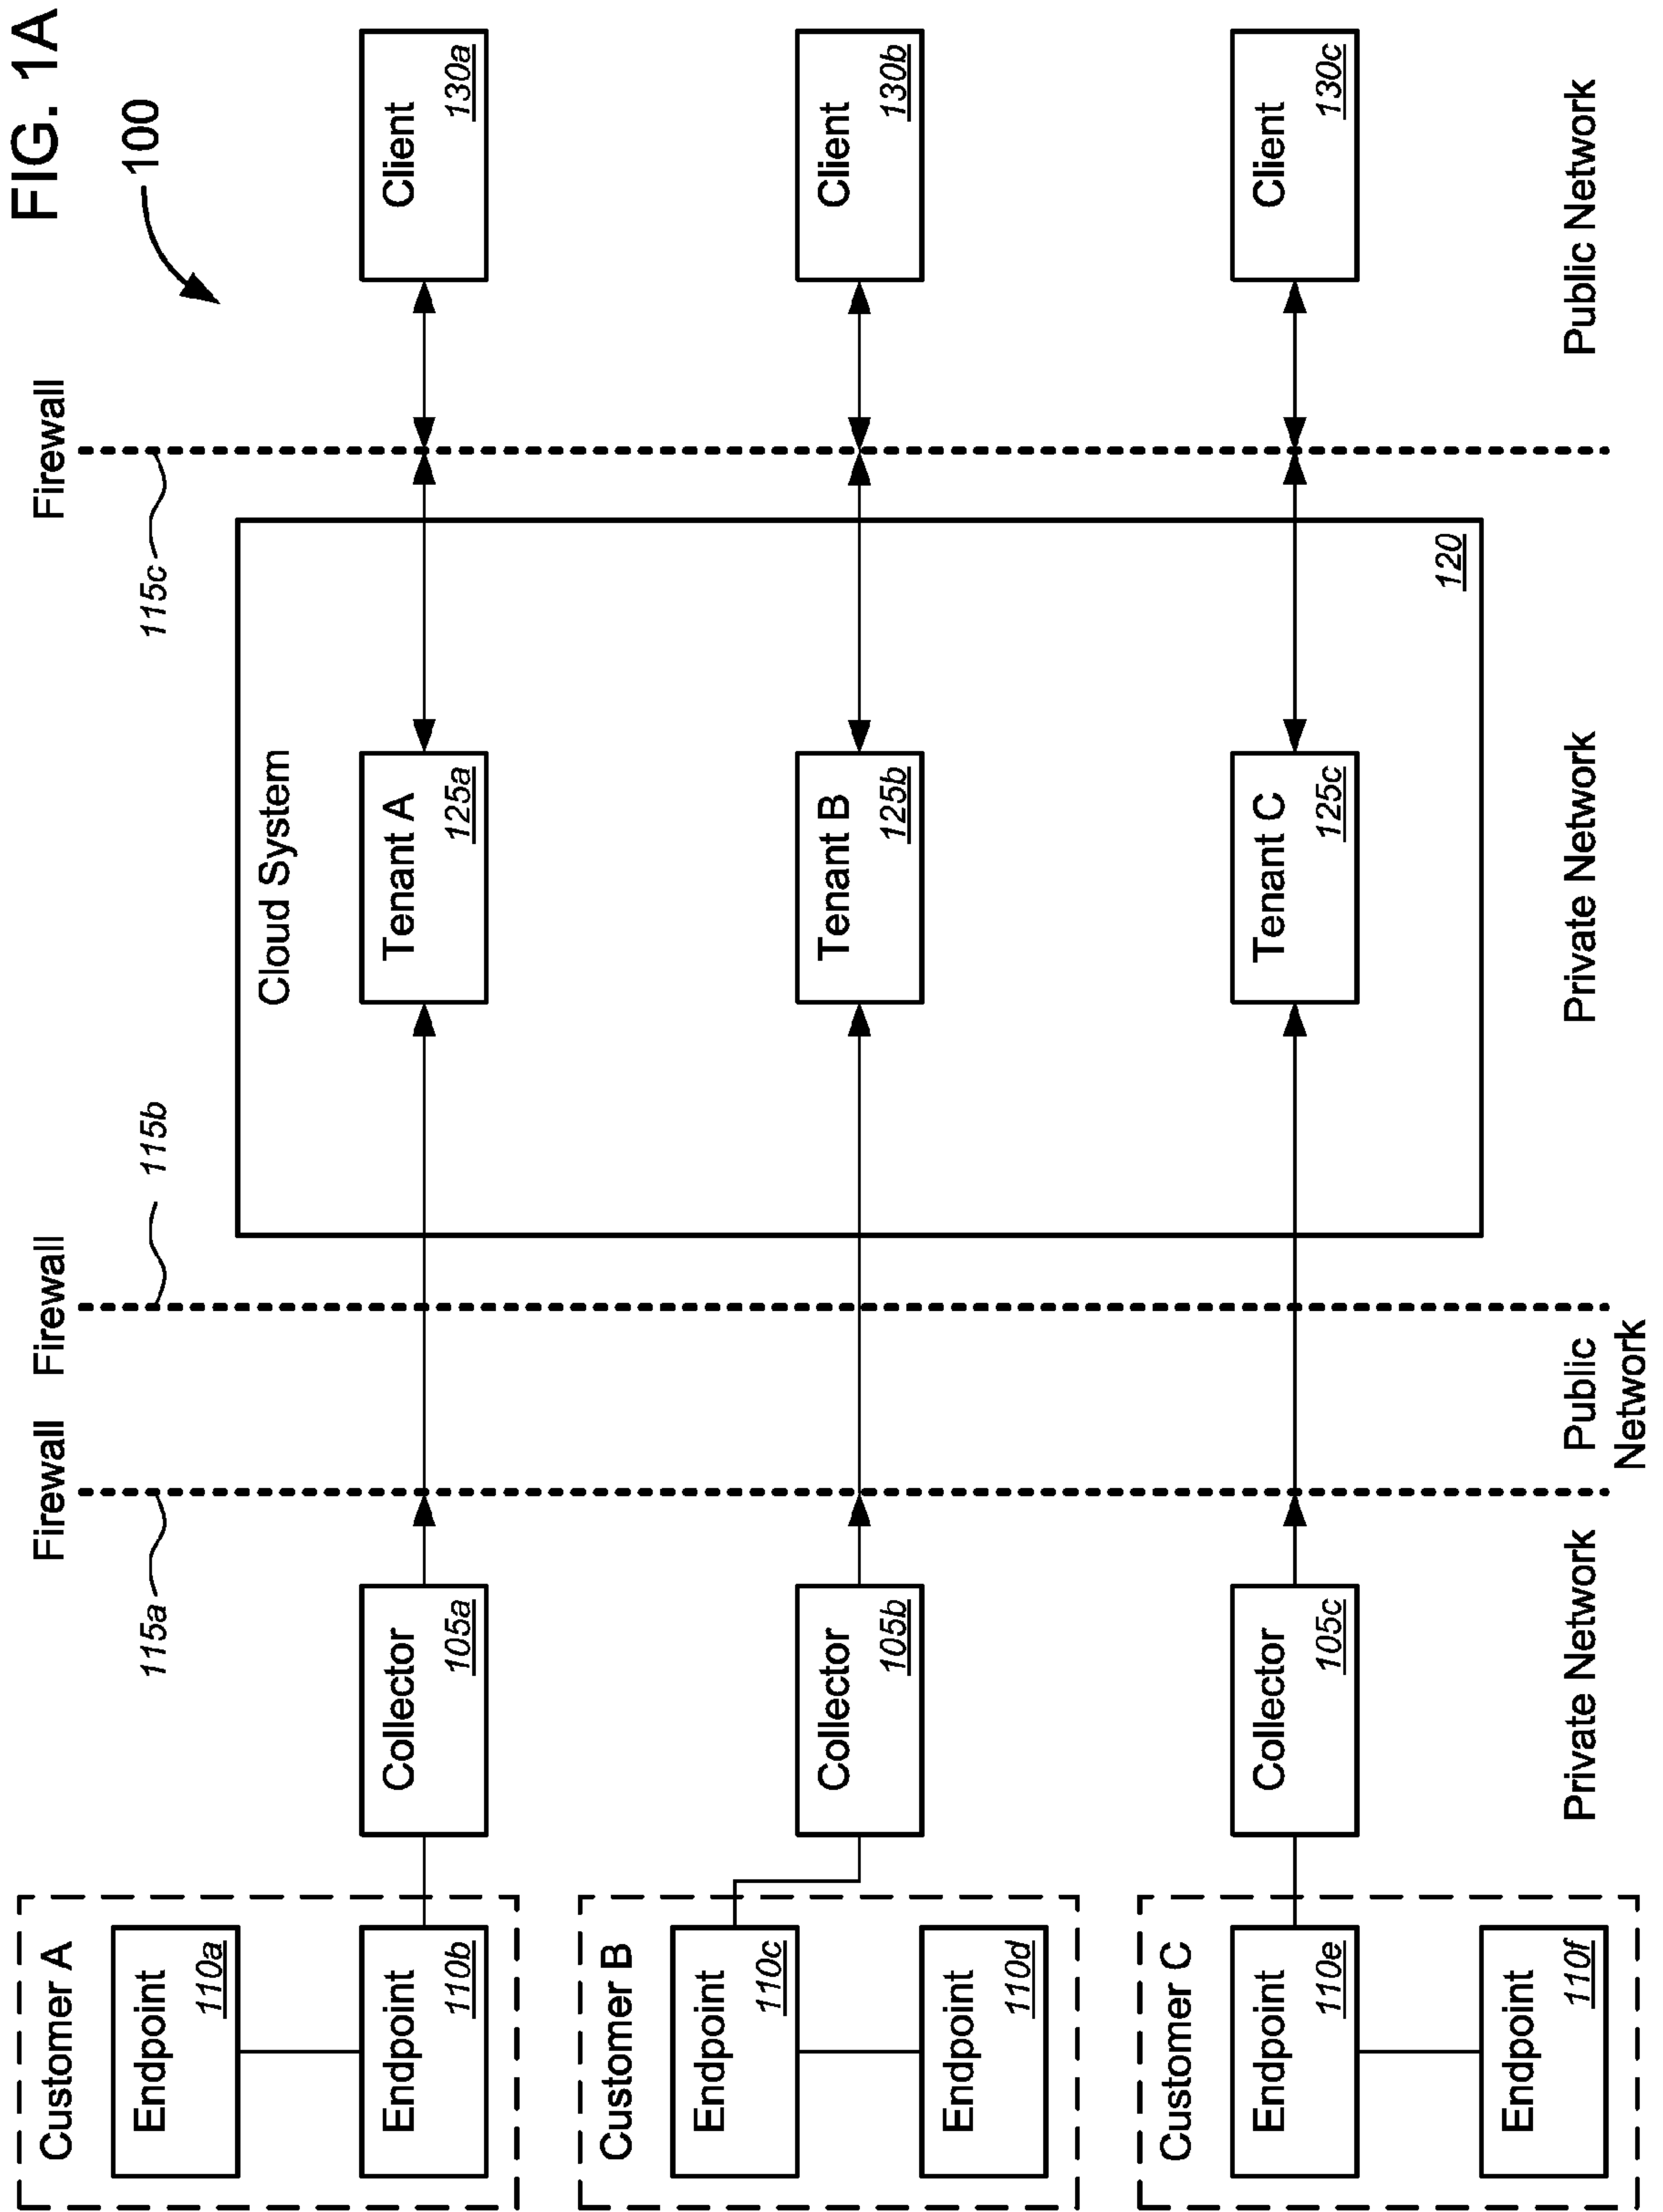 FIG. 1A
100
Firewall
Firewall
Firewall
115a
115b
115c
Customer A
Endpoint
110a
Endpoint
110b
Collector
105a
Cloud System
Tenant A
125a
Client
130a
Customer B
Endpoint
110c
Endpoint
110d
Collector
105b
Tenant B
125b
Client
130b
Customer C
Endpoint
110e
Endpoint
110f
Collector
105c
Tenant C
125c
Client
130c
120
Private Network
Public
Network
Private Network
Public Network